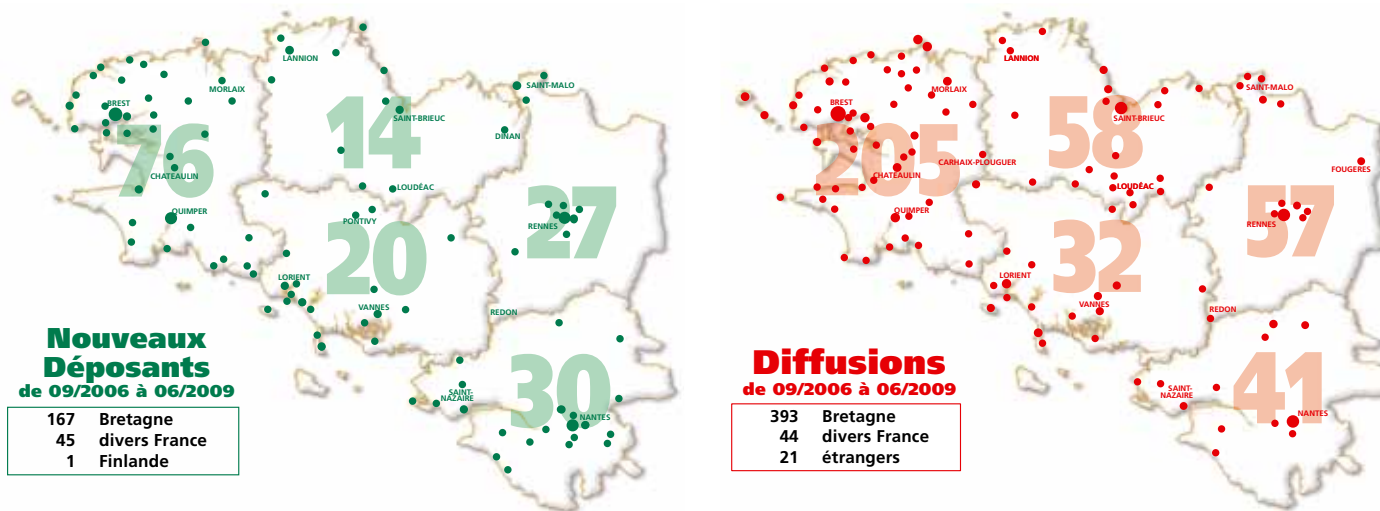 LANNION
MORLAIX
BREST
SAINT-MALO
14
SAINT-BRIEUC
DINAN
76
CHATEAULIN
LOUDÉAC
QUIMPER
PONTIVY
27
RENNES
20
LORIENT
VANNES
REDON
30
SAINT-
NAZAIRE
NANTES
Nouveaux
Déposants
de 09/2006 à 06/2009
167 Bretagne
45 divers France
1 Finlande
LANNION
MORLAIX
BREST
SAINT-MALO
58
SAINT-BRIEUC
205
CARHAIX-PLOUGUER
CHATEAULIN
FOUGERES
LOUDÉAC
QUIMPER
57
RENNES
32
LORIENT
VANNES
REDON
41
SAINT-
NAZAIRE
NANTES
Diffusions
de 09/2006 à 06/2009
393 Bretagne
44 divers France
21 étrangers